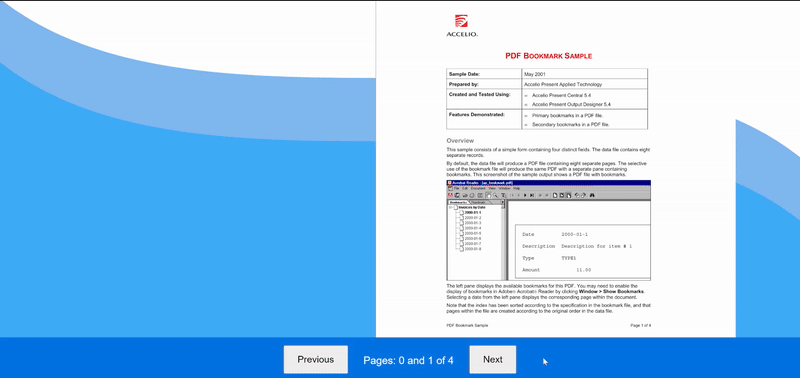 ACCELIO.
PDF BOOKMARK SAMPLE
Sample Date: May 2001
Prepared by: Accelio Present Applied Technology
Created and Tested Using: Accelio Present Central 5.4
Accelio Present Output Designer 5.4
Features Demonstrated: Primary bookmarks in a PDF file.
Secondary bookmarks in a PDF file.
Overview
This sample consists of a simple form containing four distinct fields. The data file contains eight
separate records.
By default, the data file will produce a PDF file containing eight separate pages. The selective
use of the bookmark file will produce the same PDF with a separate pane containing
bookmarks. This screenshot of the sample output shows a PDF file with bookmarks.
Acrobat Reader - [ap_bookmark.pdf]
File Edit Document View Window Help
Bookmarks
Invoices by Date
2000-01-1
2000-01-2
2000-01-3
2000-01-4
2000-01-5
2000-01-6
2000-01-7
2000-01-8
Date 2000-01-1
Description Description for item # 1
Type TYPE1
Amount 11.00
The left pane displays the available bookmarks for this PDF. You may need to enable the
display of bookmarks in Adobe® Acrobat® Reader by clicking Window > Show Bookmarks.
Selecting a date from the left pane displays the corresponding page within the document.
Note that the index has been sorted according to the specification in the bookmark file, and that
pages within the file are created according to the original order in the data file.
PDF Bookmark Sample Page 1 of 4
Previous Pages: 0 and 1 of 4 Next